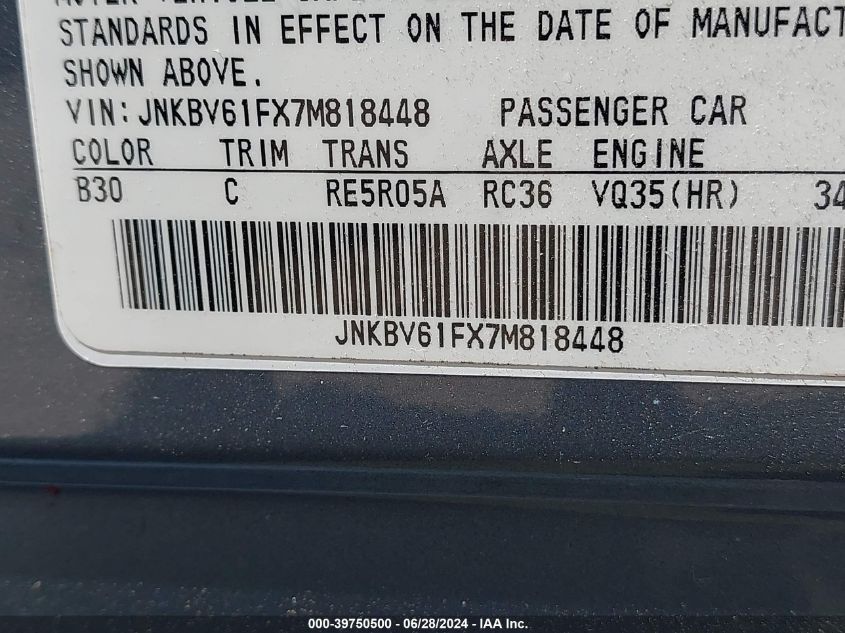 STANDARDS IN EFFECT ON THE DATE OF MANUFACT
SHOWN ABOVE.
VIN: JNKBV61FX7M818448 PASSENGER CAR
COLOR TRIM TRANS AXLE ENGINE
B30 C RE5R05A RC36 VQ35(HR) 34
JNKBV61FX7M818448
000-39750500 - 06/28/2024 - IAA Inc.